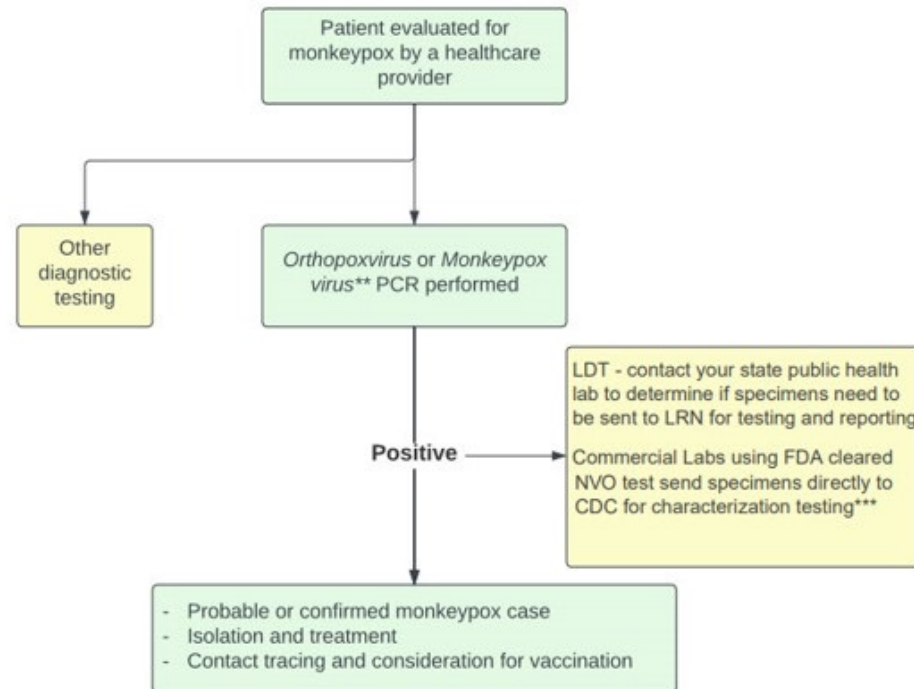 Patient evaluated for
monkeypox by a healthcare
provider
Other
diagnostic
testing
Orthopoxvirus or Monkeypox
virus** PCR performed
LDT - contact your state public health
lab to determine if specimens need to
be sent to LRN for testing and reporting
Commercial Labs using FDA cleared
NVO test send specimens directly to
CDC for characterization testing***
Positive
- Probable or confirmed monkeypox case
- Isolation and treatment
- Contact tracing and consideration for vaccination